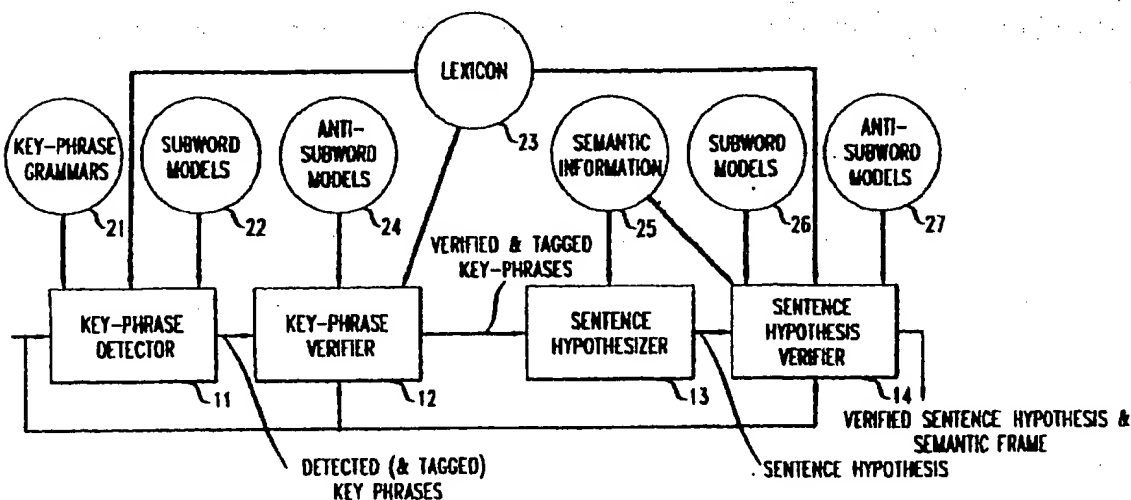 LEXICON
23
KEY-PHRASE
GRAMMARS
21
SUBWORD
MODELS
22
ANTI-
SUBWORD
MODELS
24
SEMANTIC
INFORMATION
25
SUBWORD
MODELS
26
ANTI-
SUBWORD
MODELS
27
VERIFIED & TAGGED
KEY-PHRASES
KEY-PHRASE
DETECTOR
11
KEY-PHRASE
VERIFIER
12
SENTENCE
HYPOTHESIZER
13
SENTENCE
HYPOTHESIS
VERIFIER
14
DETECTED (& TAGGED)
KEY PHRASES
SENTENCE HYPOTHESIS
VERIFIED SENTENCE HYPOTHESIS &
SEMANTIC FRAME